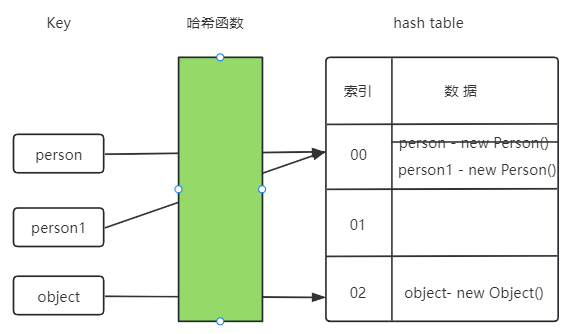 Key 哈希函数 hash table
索引 数 据
person 00 person - new Person()
person1 - new Person()
person1 01
object 02 object- new Object()